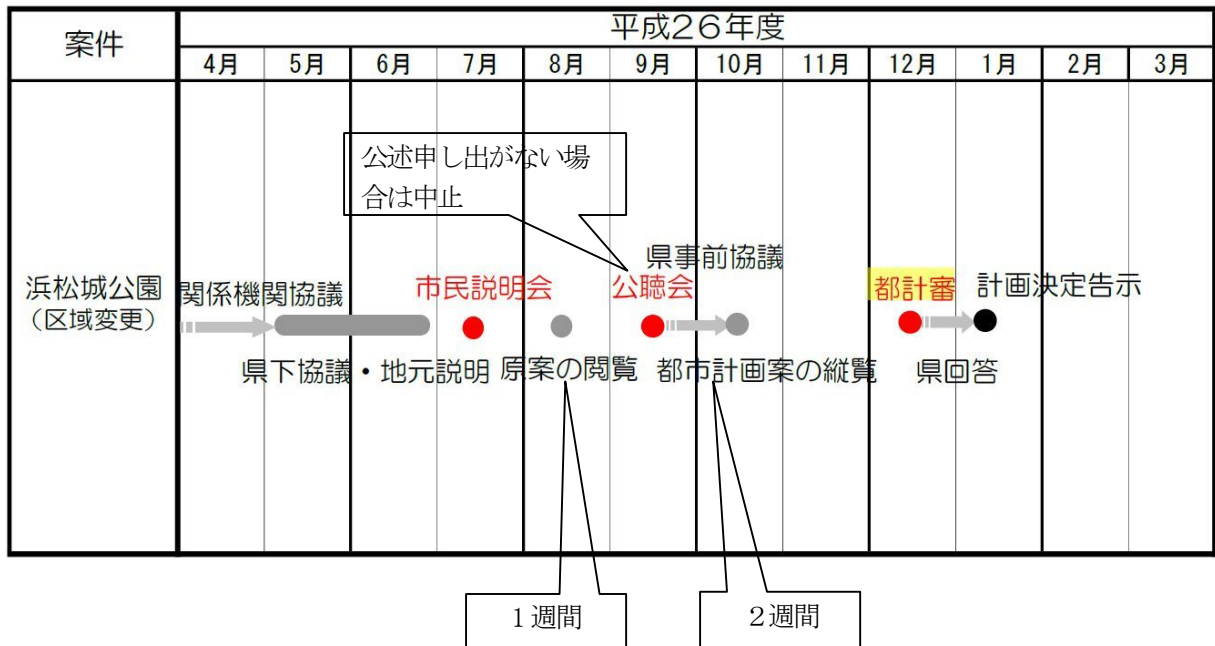 案件
平成26年度
4月 5月 6月 7月 8月 9月 10月 11月 12月 1月 2月 3月
公述申し出がない場
合は中止
浜松城公園
(区域変更)
関係機関協議
県下協議・地元説明
市民説明会
原案の閲覧
公聴会
県事前協議
都市計画案の縦覧
都計審
県回答
計画決定告示
1週間
2週間